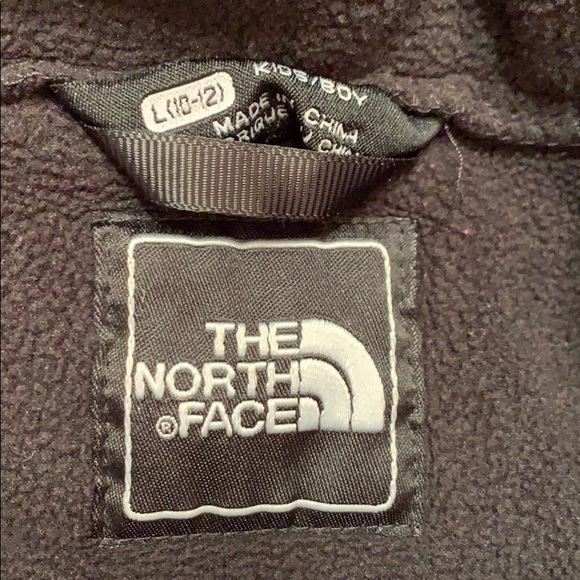 L(10-12)
KIDS/BOY
MADE IN CHINA
THE
NORTH
®FACE